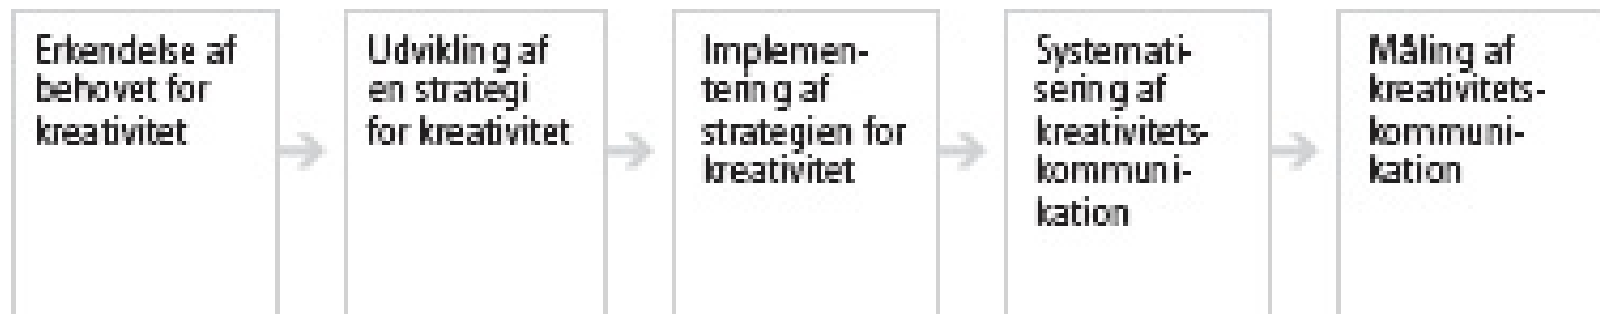 Erkendelse af
behovet for
kreativitet
Udvikling af
en strategi
for kreativitet
Implemen-
tering af
strategien for
kreativitet
Systemati-
sering af
kreativitets-
kommuni-
kation
Måling af
kreativitets-
kommuni-
kation